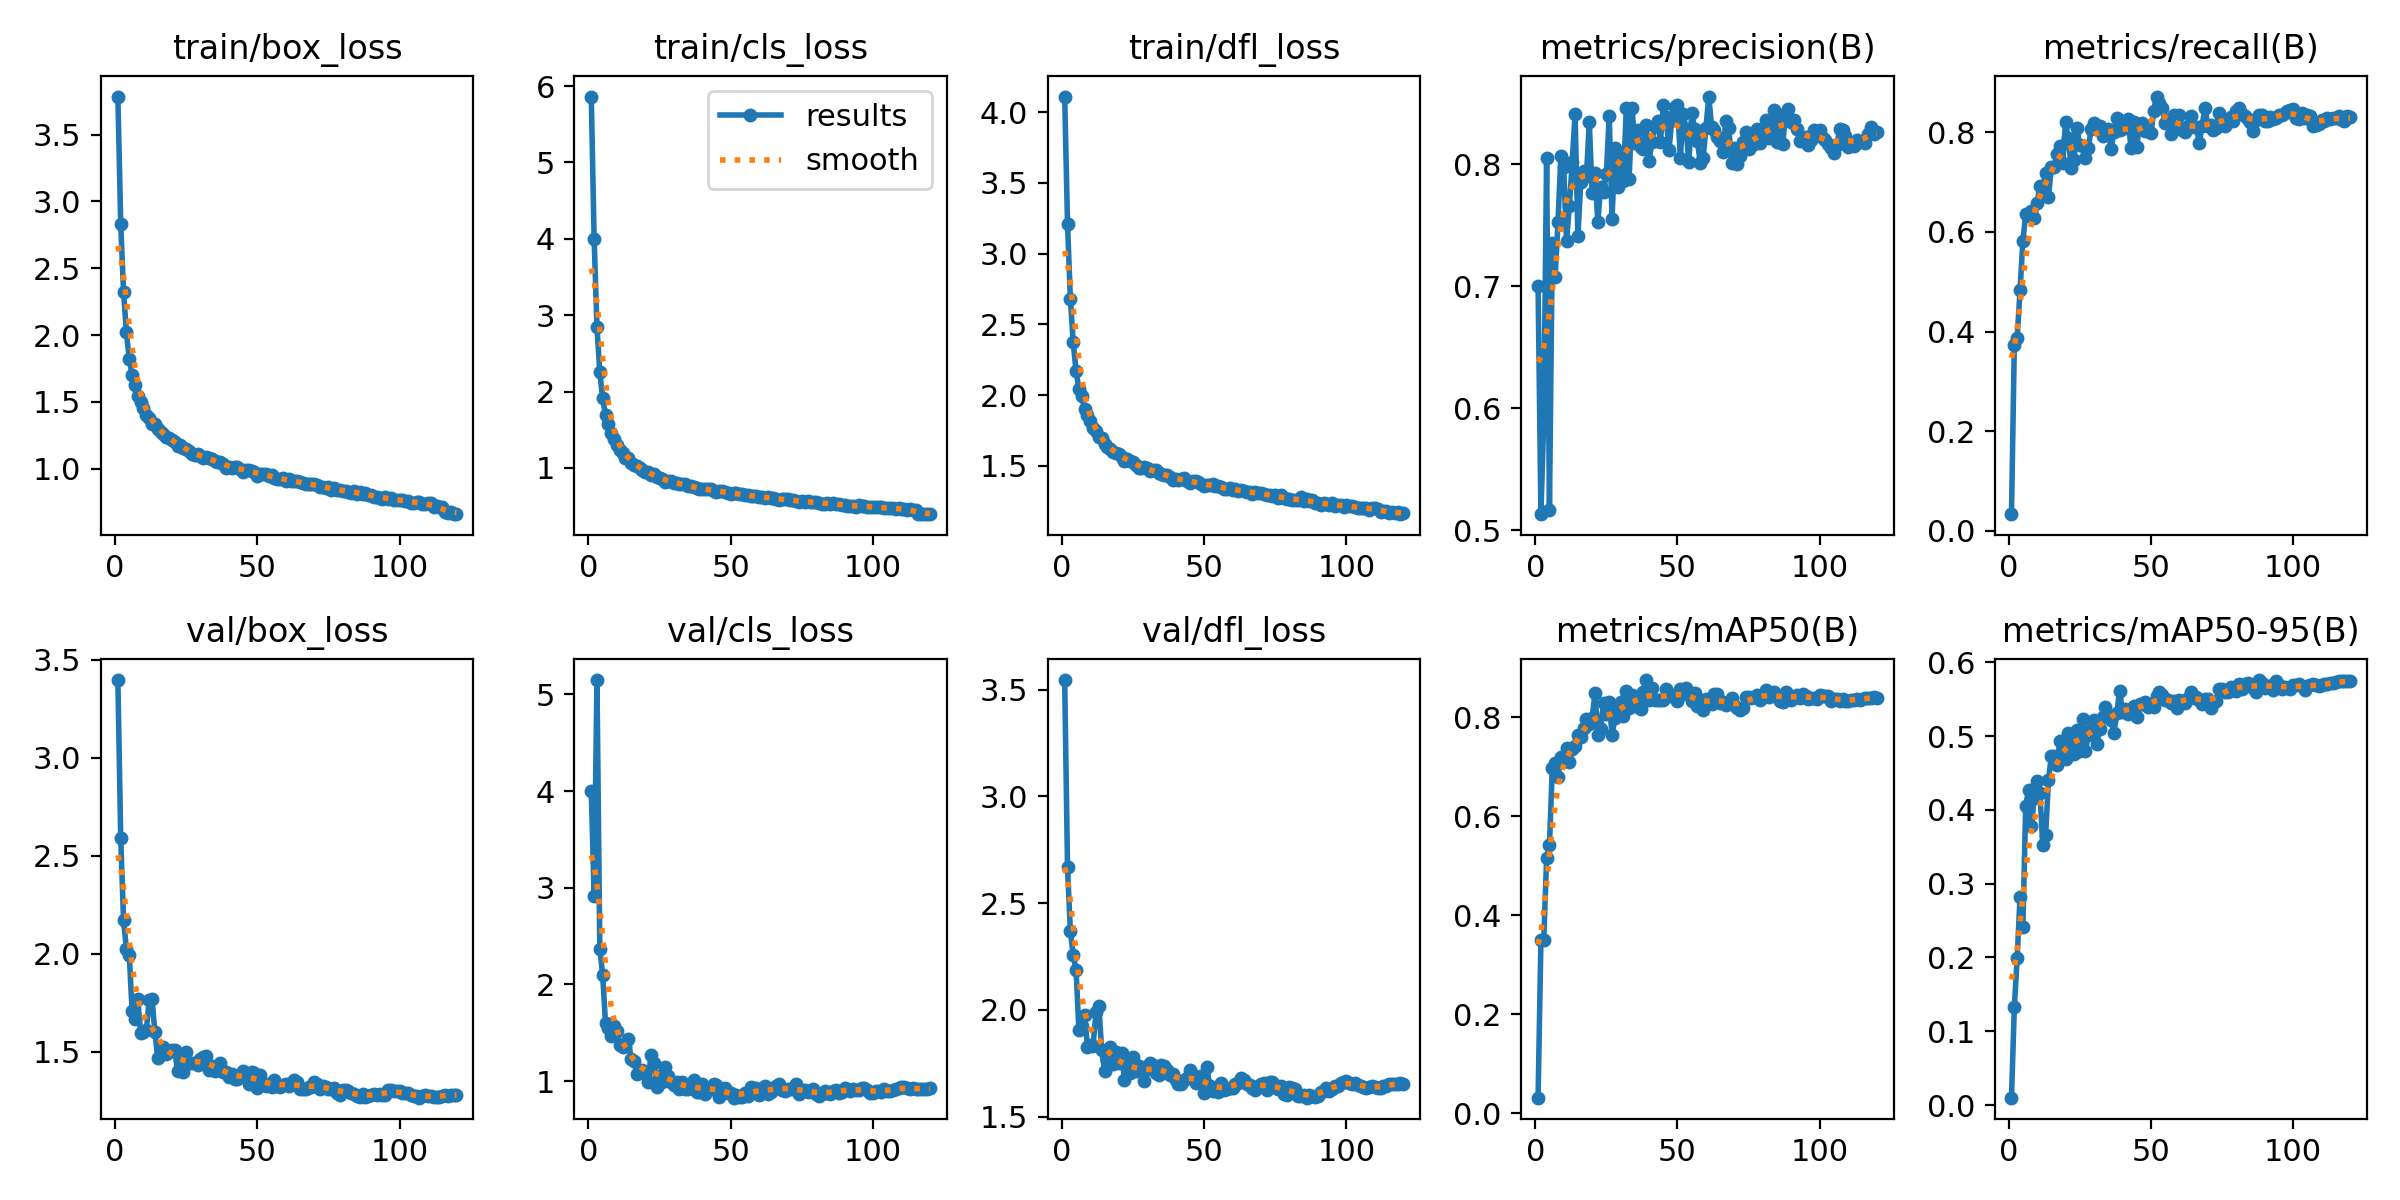 train/box_loss
3.5
3.0
2.5
2.0
1.5
1.0
0 50 100
train/cls_loss
results
smooth
6
5
4
3
2
1
0 50 100
train/dfl_loss
4.0
3.5
3.0
2.5
2.0
1.5
0 50 100
metrics/precision(B)
0.8
0.7
0.6
0.5
0 50 100
metrics/recall(B)
0.8
0.6
0.4
0.2
0.0
0 50 100
val/box_loss
3.5
3.0
2.5
2.0
1.5
0 50 100
val/cls_loss
5
4
3
2
1
0 50 100
val/dfl_loss
3.5
3.0
2.5
2.0
1.5
0 50 100
metrics/mAP50(B)
0.8
0.6
0.4
0.2
0.0
0 50 100
metrics/mAP50-95(B)
0.6
0.5
0.4
0.3
0.2
0.1
0.0
0 50 100